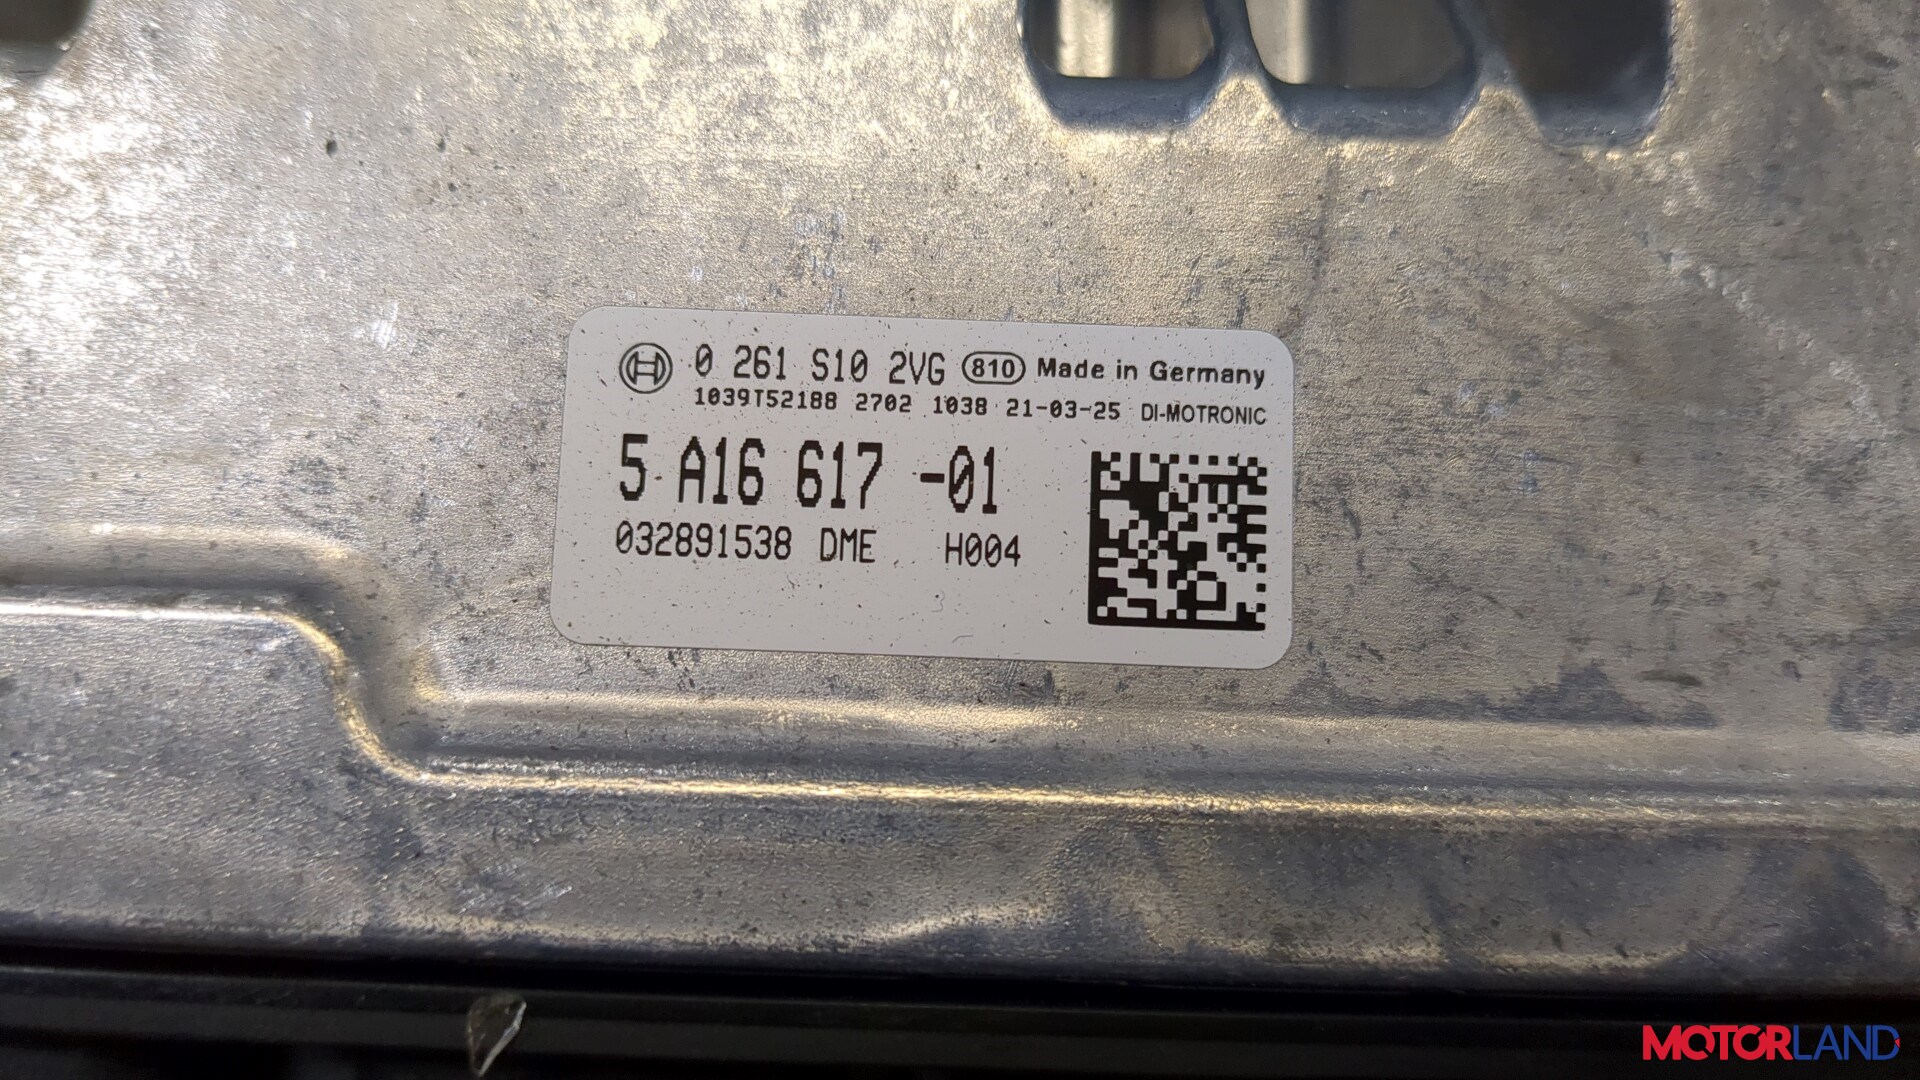 0 261 S10 2VG 810 Made in Germany
1039T52188 2702 1038 21-03-25 DI-MOTRONIC
5 A16 617 -01
032891538 DME H004
MOTORLAND